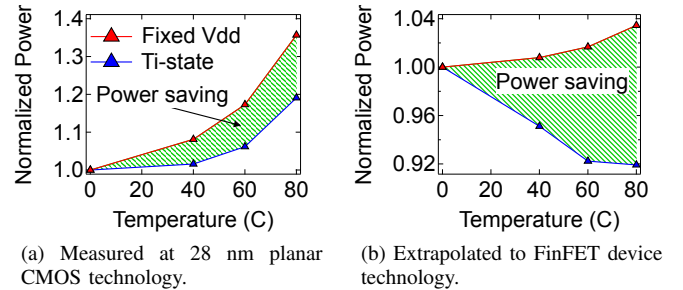 1.4
1.3
1.2
1.1
1.0
Normalized Power
Fixed Vdd
Ti-state
Power saving
0 20 40 60 80
Temperature (C)
(a) Measured at 28 nm planar
CMOS technology.
1.04
1.00
0.96
0.92
Normalized Power
Power saving
0 20 40 60 80
Temperature (C)
(b) Extrapolated to FinFET device
technology.